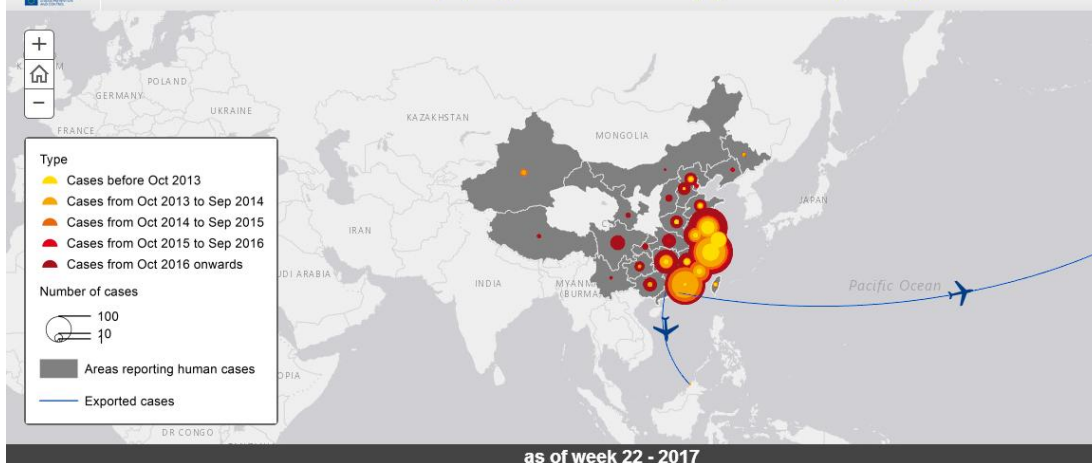 +
−
POLAND
GERMANY
UKRAINE
FRANCE
KAZAKHSTAN
MONGOLIA
JAPAN
IRAN
INDIA
MYANM
(BURMA)
UDI ARABIA
OPIA
DR CONGO
Pacific Ocean
Type
Cases before Oct 2013
Cases from Oct 2013 to Sep 2014
Cases from Oct 2014 to Sep 2015
Cases from Oct 2015 to Sep 2016
Cases from Oct 2016 onwards
Number of cases
100
10
1
Areas reporting human cases
Exported cases
as of week 22 - 2017